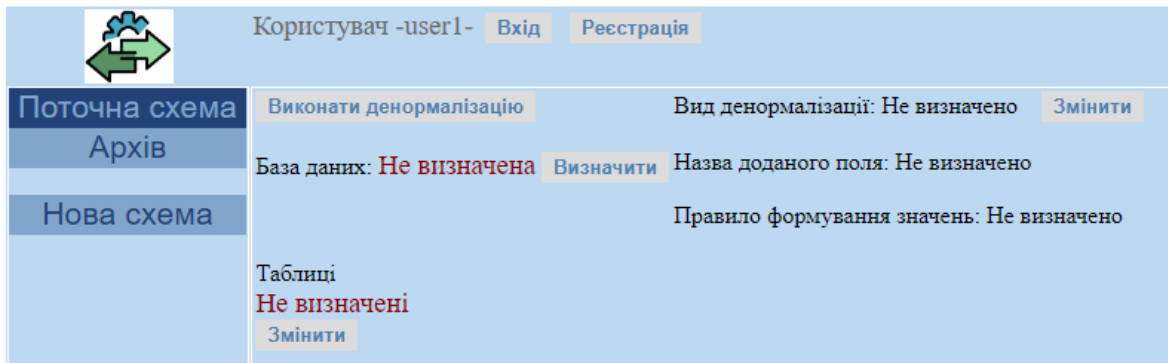 Користувач -user1- Вхід Реєстрація
Поточна схема
Архів
Нова схема
Виконати денормалізацію
База даних: Не визначена Визначити
Таблиці
Не визначені
Змінити
Вид денормалізації: Не визначено Змінити
Назва доданого поля: Не визначено
Правило формування значень: Не визначено